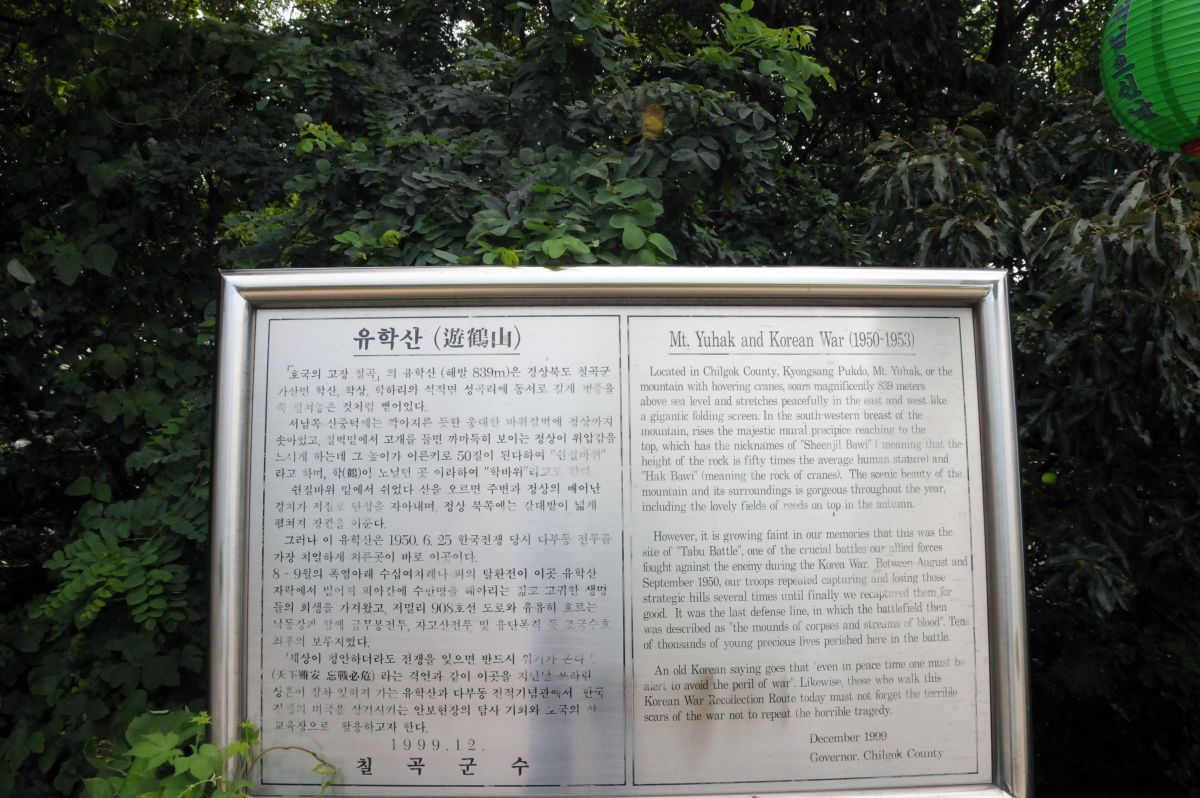 유학산 (遊鶴山)
「호국의 고장 칠곡」의 유학산 (해발 839m)은 경상북도 칠곡군
가산면 학산, 학상, 학하리와 석적면 성곡리에 동서로 길게 병풍을
쭉 펼쳐놓은 것처럼 뻗어있다.
서남쪽 산중턱에는 깍아지른 듯한 웅대한 바위절벽에 정상까지
솟아있고, 절벽밑에서 고개를 들면 까마득히 보이는 정상이 위압감을
느끼게 하는데 그 높이가 어른키로 50길이 된다하여 "쉰질바위"
라고 하며, 학(鶴)이 노닐던 곳 이라하여 "학바위"라고도 한다.
쉰질바위 밑에서 쉬었다 산을 오르면 주변과 정상의 빼어난
경치가 저절로 탄성을 자아내며, 정상 북쪽에는 갈대밭이 넓게
펼쳐져 장관을 이룬다.
그러나 이 유학산은 1950. 6. 25 한국전쟁 당시 다부동 전투를
가장 치열하게 치른곳이 바로 이곳이다.
8 - 9월의 폭염아래 수십여차례나 피의 탈환전이 이곳 유학산
자락에서 벌어져 피아간에 수만명을 헤아리는 젊고 고귀한 생명
들의 희생을 가져왔고, 저멀리 908호선 도로와 유유히 흐르는
낙동강과 함께 금무봉전투, 자고산전투 및 융단폭격 등 조국수호
최후의 보루지였다.
「세상이 평안하더라도 전쟁을 잊으면 반드시 위기가 온다」
(天下雖安 忘戰必危) 라는 격언과 같이 이곳을 지난날 쓰라린
상흔이 점차 잊혀져 가는 유학산과 다부동 전적기념관에서 한국
전쟁의 비극을 상기시키는 안보현장의 탐사 기회와 호국의 산
교육장으로 활용하고자 한다.
1999. 12.
칠 곡 군 수
Mt. Yuhak and Korean War (1950-1953)
Located in Chilgok County, Kyongsang Pukdo, Mt. Yuhak, or the
mountain with hovering cranes, soars magnificently 839 meters
above sea level and stretches peacefully in the east and west like
a gigantic folding screen. In the south-western breast of the
mountain, rises the majestic mural precipice reaching to the
top, which has the nicknames of "Sheenjil Bawi" ( meaning that the
height of the rock is fifty times the average human stature) and
"Hak Bawi" (meaning the rock of cranes). The scenic beauty of the
mountain and its surroundings is gorgeous throughout the year,
including the lovely fields of reeds on top in the autumn.
However, it is growing faint in our memories that this was the
site of "Tabu Battle", one of the crucial battles our allied forces
fought against the enemy during the Korea War. Between August and
September 1950, our troops repeated capturing and losing those
strategic hills several times until finally we recaptured them for
good. It was the last defense line, in which the battlefield then
was described as "the mounds of corpses and streams of blood". Tens
of thousands of young precious lives perished here in the battle.
An old Korean saying goes that "even in peace time one must be
alert to avoid the peril of war". Likewise, those who walk this
Korean War Recollection Route today must not forget the terrible
scars of the war not to repeat the horrible tragedy.
December 1999
Governor, Chilgok County